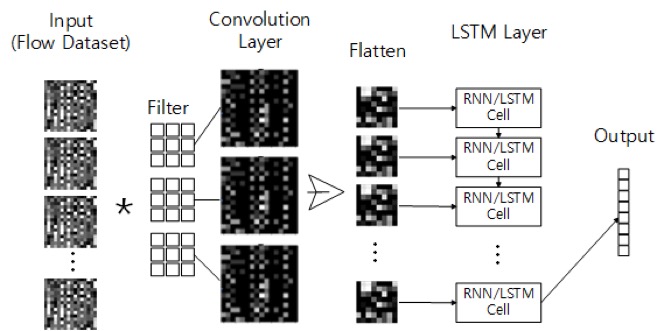 Input
(Flow Dataset)
Filter
*
Convolution
Layer
Flatten
LSTM Layer
RNN/LSTM
Cell
RNN/LSTM
Cell
RNN/LSTM
Cell
RNN/LSTM
Cell
Output